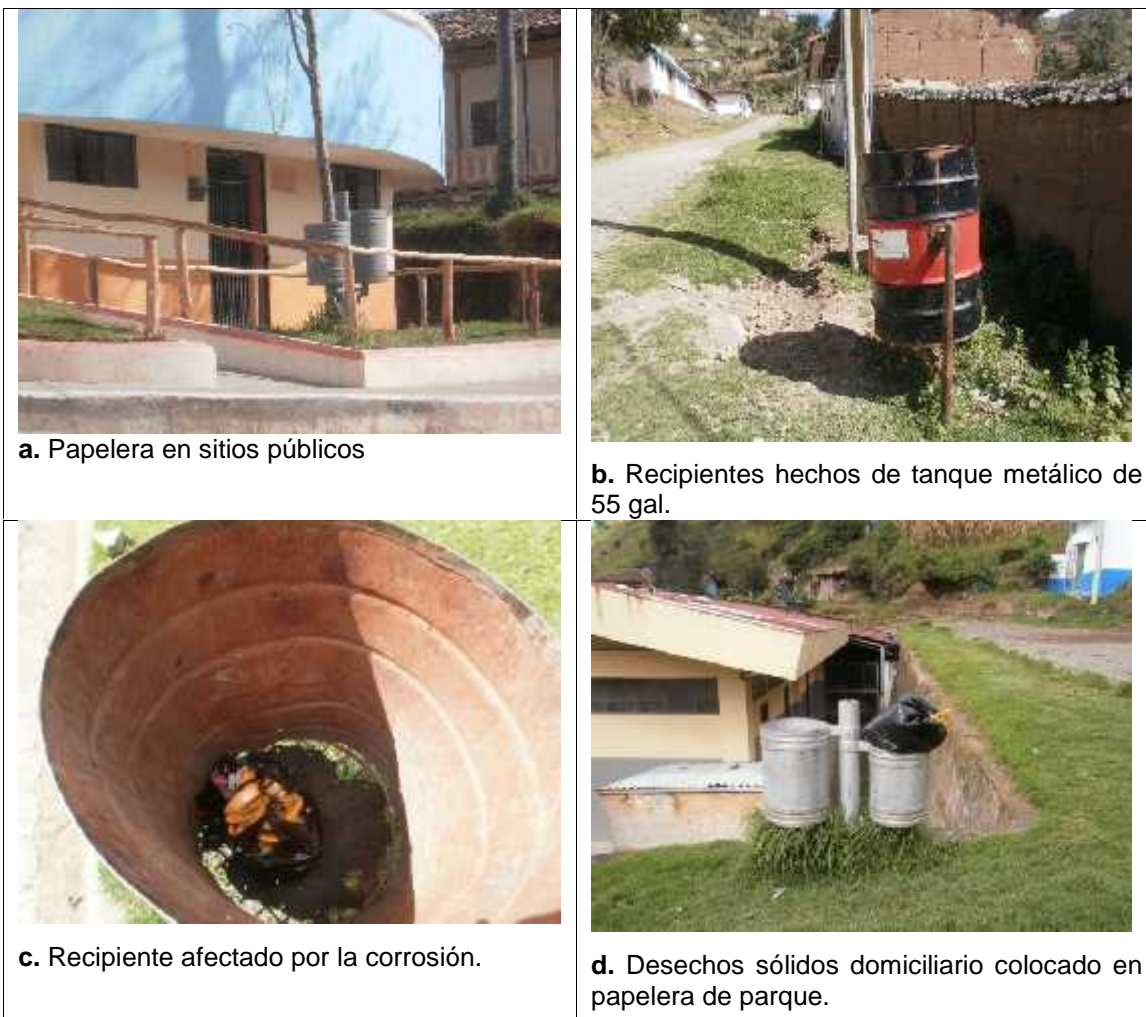 a. Papelera en sitios públicos
b. Recipientes hechos de tanque metálico de
55 gal.
c. Recipiente afectado por la corrosión.
d. Desechos sólidos domiciliario colocado en
papelera de parque.